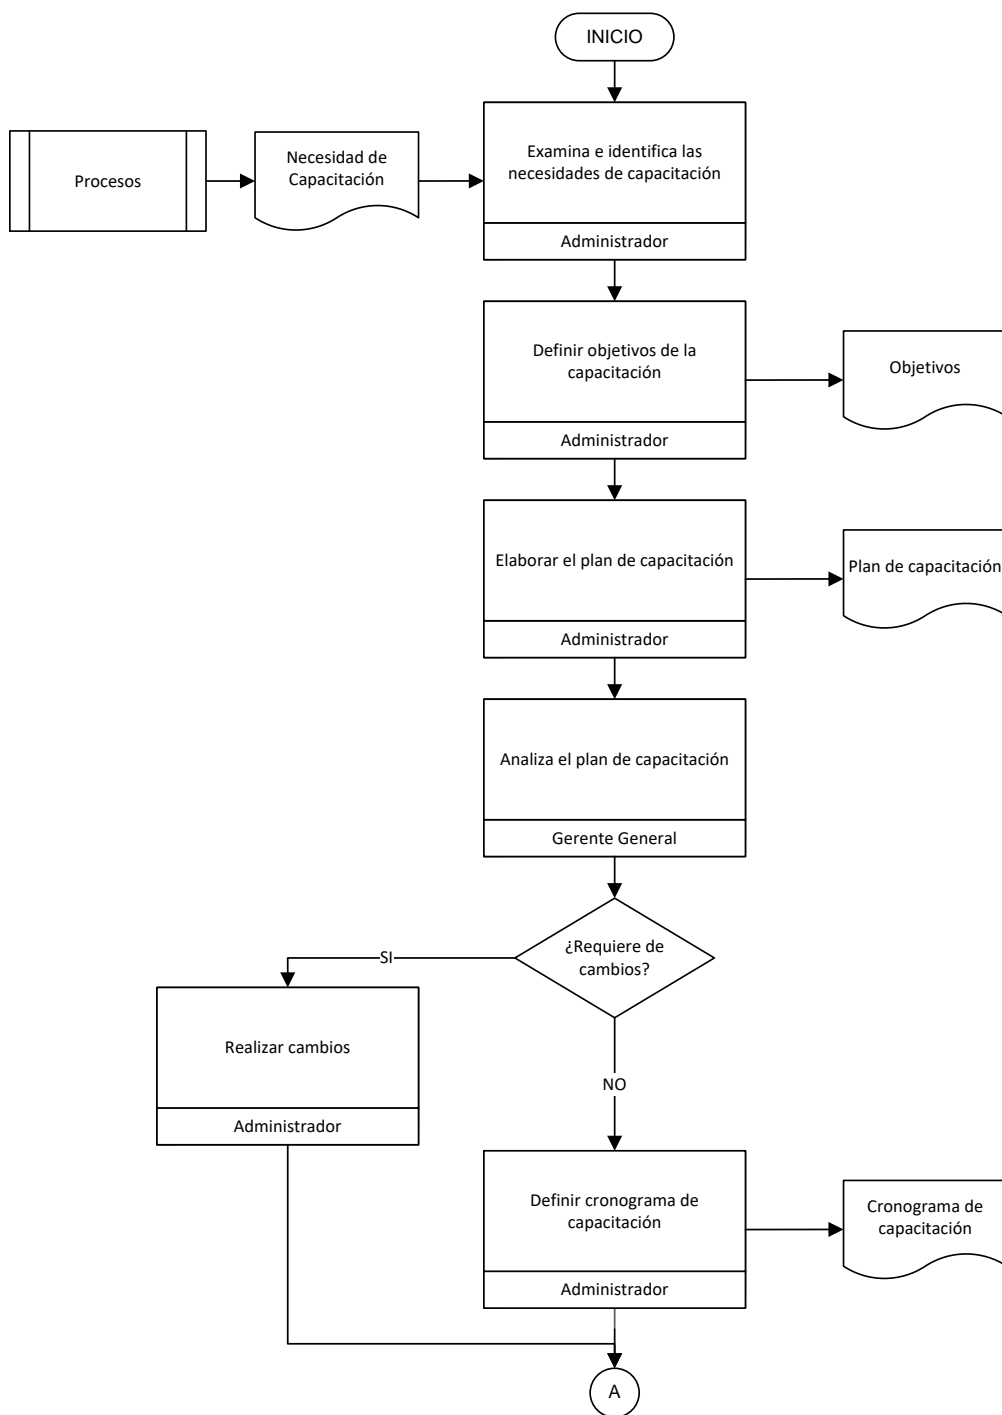 INICIO
Procesos
Necesidad de
Capacitación
Examina e identifica las
necesidades de capacitación
Administrador
Definir objetivos de la
capacitación
Administrador
Objetivos
Elaborar el plan de capacitación
Administrador
Plan de capacitación
Analiza el plan de capacitación
Gerente General
¿Requiere de
cambios?
SI
Realizar cambios
Administrador
NO
Definir cronograma de
capacitación
Administrador
Cronograma de
capacitación
A